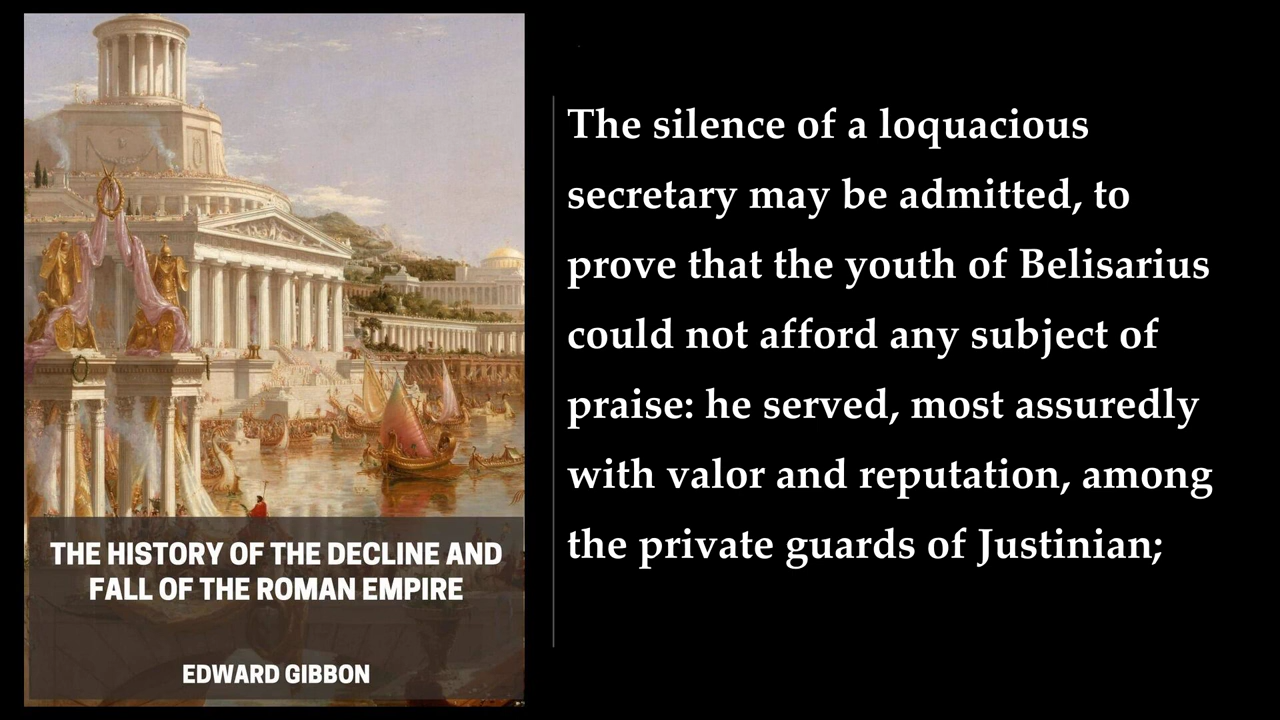 THE HISTORY OF THE DECLINE AND
FALL OF THE ROMAN EMPIRE
EDWARD GIBBON
The silence of a loquacious
secretary may be admitted, to
prove that the youth of Belisarius
could not afford any subject of
praise: he served, most assuredly
with valor and reputation, among
the private guards of Justinian;